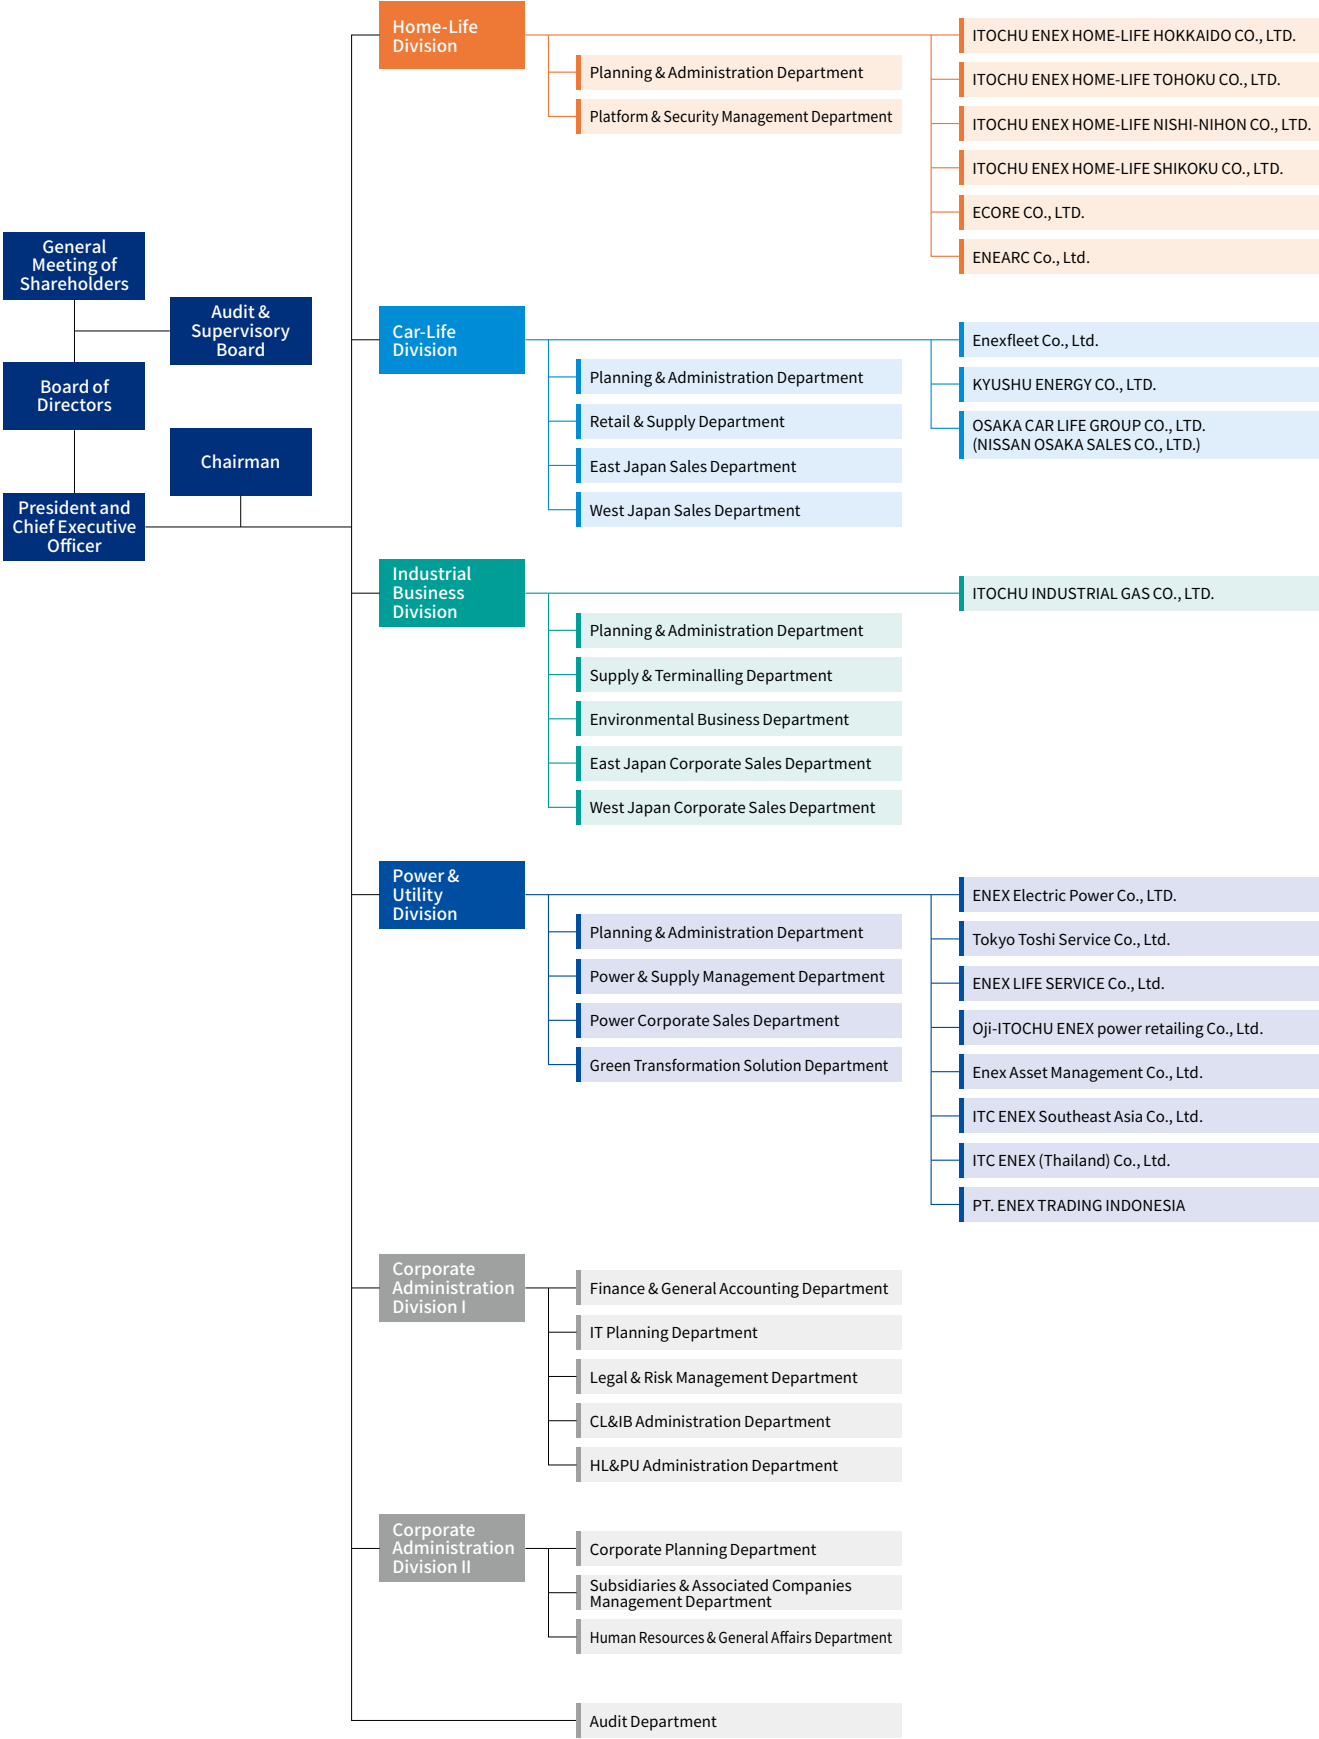 General
Meeting of
Shareholders
Audit &
Supervisory
Board
Board of
Directors
Chairman
President and
Chief Executive
Officer
Home-Life
Division
Planning & Administration Department
Platform & Security Management Department
ITOCHU ENEX HOME-LIFE HOKKAIDO CO., LTD.
ITOCHU ENEX HOME-LIFE TOHOKU CO., LTD.
ITOCHU ENEX HOME-LIFE NISHI-NIHON CO., LTD.
ITOCHU ENEX HOME-LIFE SHIKOKU CO., LTD.
ECORE CO., LTD.
ENEARC Co., Ltd.
Car-Life
Division
Planning & Administration Department
Retail & Supply Department
East Japan Sales Department
West Japan Sales Department
Enexfleet Co., Ltd.
KYUSHU ENERGY CO., LTD.
OSAKA CAR LIFE GROUP CO., LTD.
(NISSAN OSAKA SALES CO., LTD.)
Industrial
Business
Division
Planning & Administration Department
Supply & Terminalling Department
Environmental Business Department
East Japan Corporate Sales Department
West Japan Corporate Sales Department
ITOCHU INDUSTRIAL GAS CO., LTD.
Power &
Utility
Division
Planning & Administration Department
Power & Supply Management Department
Power Corporate Sales Department
Green Transformation Solution Department
ENEX Electric Power Co., LTD.
Tokyo Toshi Service Co., Ltd.
ENEX LIFE SERVICE Co., Ltd.
Oji-ITOCHU ENEX power retailing Co., Ltd.
Enex Asset Management Co., Ltd.
ITC ENEX Southeast Asia Co., Ltd.
ITC ENEX (Thailand) Co., Ltd.
PT. ENEX TRADING INDONESIA
Corporate
Administration
Division I
Finance & General Accounting Department
IT Planning Department
Legal & Risk Management Department
CL&IB Administration Department
HL&PU Administration Department
Corporate
Administration
Division II
Corporate Planning Department
Subsidiaries & Associated Companies
Management Department
Human Resources & General Affairs Department
Audit Department